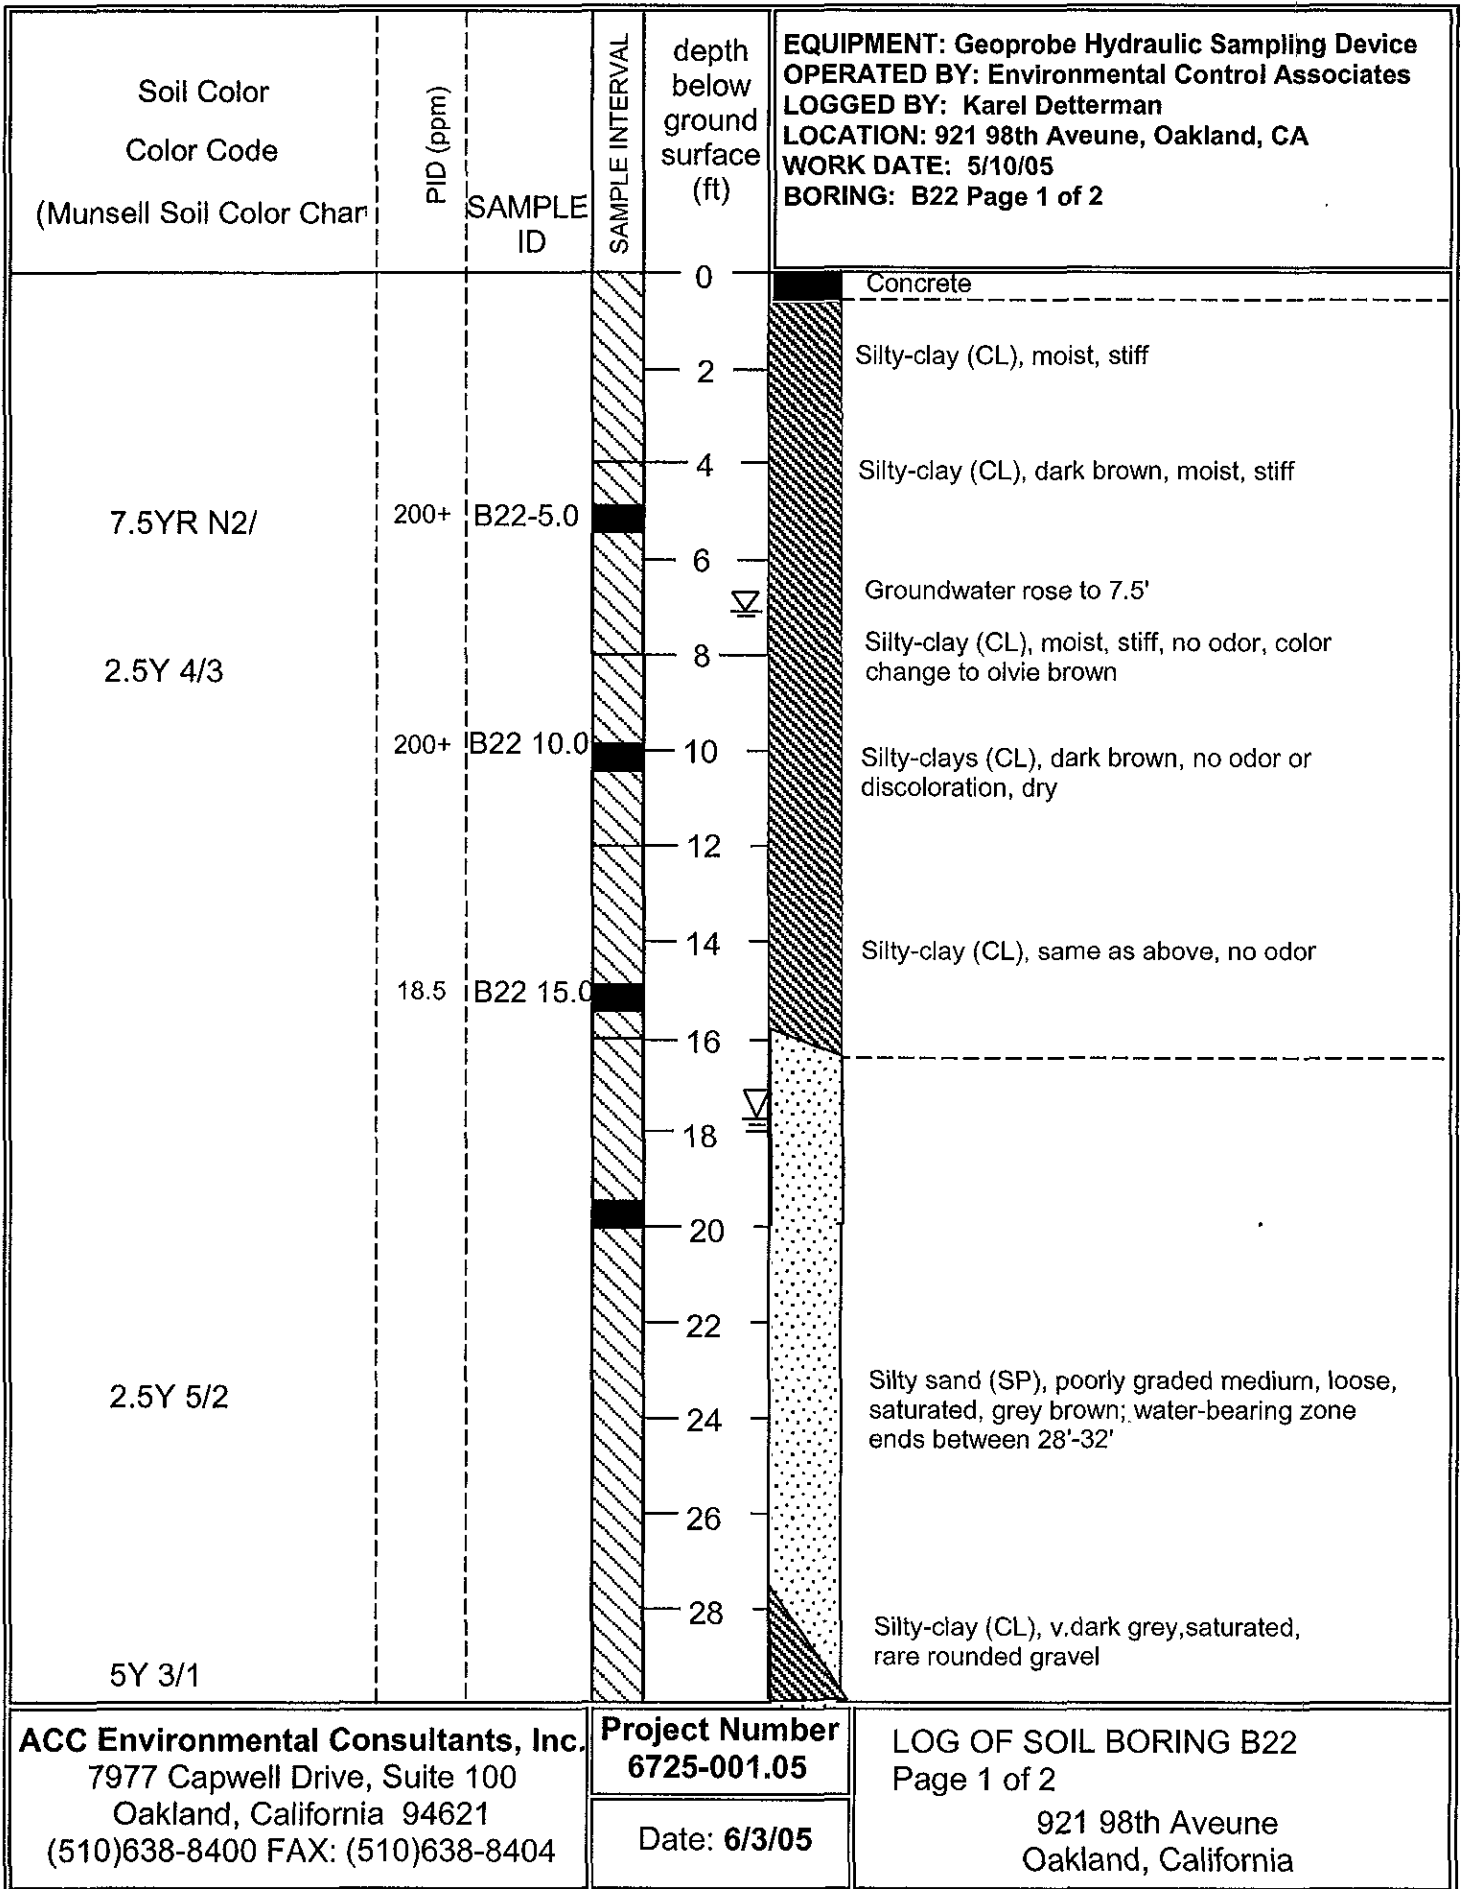 Soil Color
Color Code
(Munsell Soil Color Char
PID (ppm)
SAMPLE
ID
SAMPLE INTERVAL
depth
below
ground
surface
(ft)
EQUIPMENT: Geoprobe Hydraulic Sampling Device
OPERATED BY: Environmental Control Associates
LOGGED BY: Karel Detterman
LOCATION: 921 98th Aveune, Oakland, CA
WORK DATE: 5/10/05
BORING: B22 Page 1 of 2
0
Concrete
Silty-clay (CL), moist, stiff
2
4
Silty-clay (CL), dark brown, moist, stiff
7.5YR N2/
200+
B22-5.0
6
Groundwater rose to 7.5'
Silty-clay (CL), moist, stiff, no odor, color
change to olvie brown
8
2.5Y 4/3
200+
B22 10.0
10
Silty-clays (CL), dark brown, no odor or
discoloration, dry
12
14
Silty-clay (CL), same as above, no odor
18.5
B22 15.0
16
18
20
22
2.5Y 5/2
Silty sand (SP), poorly graded medium, loose,
saturated, grey brown; water-bearing zone
ends between 28'-32'
24
26
28
Silty-clay (CL), v.dark grey,saturated,
rare rounded gravel
5Y 3/1
ACC Environmental Consultants, Inc.
7977 Capwell Drive, Suite 100
Oakland, California 94621
(510)638-8400 FAX: (510)638-8404
Project Number
6725-001.05
Date: 6/3/05
LOG OF SOIL BORING B22
Page 1 of 2
921 98th Aveune
Oakland, California